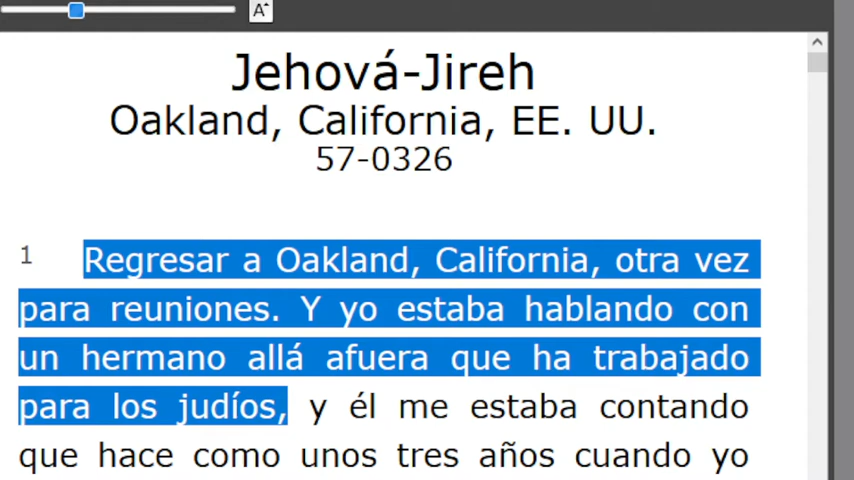 A
Jehová-Jireh
Oakland, California, EE. UU.
57-0326
1 Regresar a Oakland, California, otra vez
para reuniones. Y yo estaba hablando con
un hermano allá afuera que ha trabajado
para los judíos, y él me estaba contando
que hace como unos tres años cuando yo